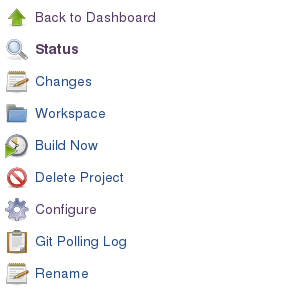 Back to Dashboard
Status
Changes
Workspace
Build Now
Delete Project
Configure
Git Polling Log
Rename